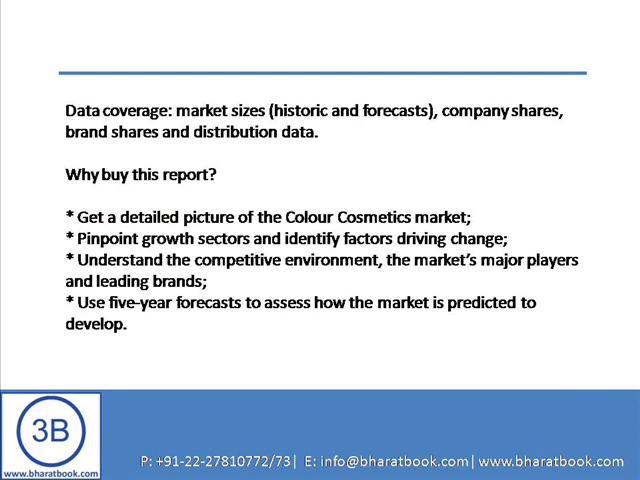 Data coverage: market sizes (historic and forecasts), company shares,
brand shares and distribution data.
Why buy this report?
* Get a detailed picture of the Colour Cosmetics market;
* Pinpoint growth sectors and identify factors driving change;
* Understand the competitive environment, the market's major players
and leading brands;
* Use five-year forecasts to assess how the market is predicted to
develop.
3B
www.bharatbook.com
P: +91-22-27810772/73| E: info@bharatbook.com| www.bharatbook.com